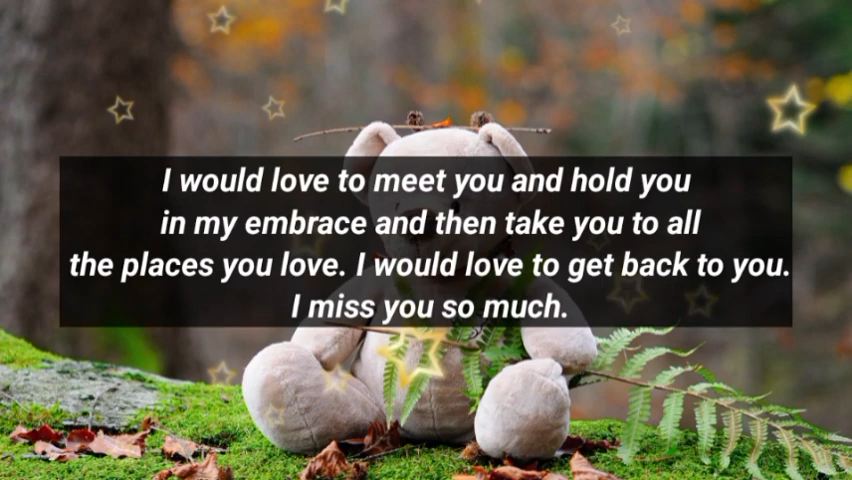 I would love to meet you and hold you
in my embrace and then take you to all
the places you love. I would love to get back to you.
I miss you so much.